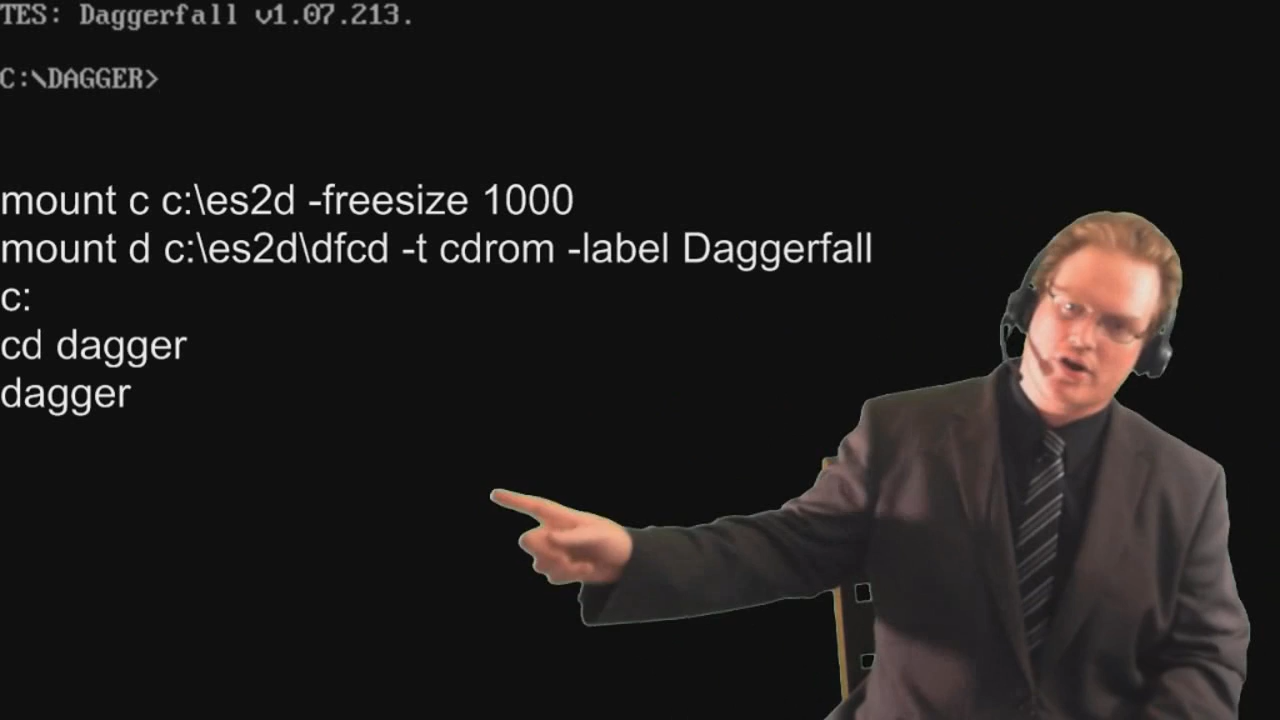 TES: Daggerfall v1.07.213.
C:\DAGGER>
mount c c:\es2d -freesize 1000
mount d c:\es2d\dfcd -t cdrom -label Daggerfall
c:
cd dagger
dagger